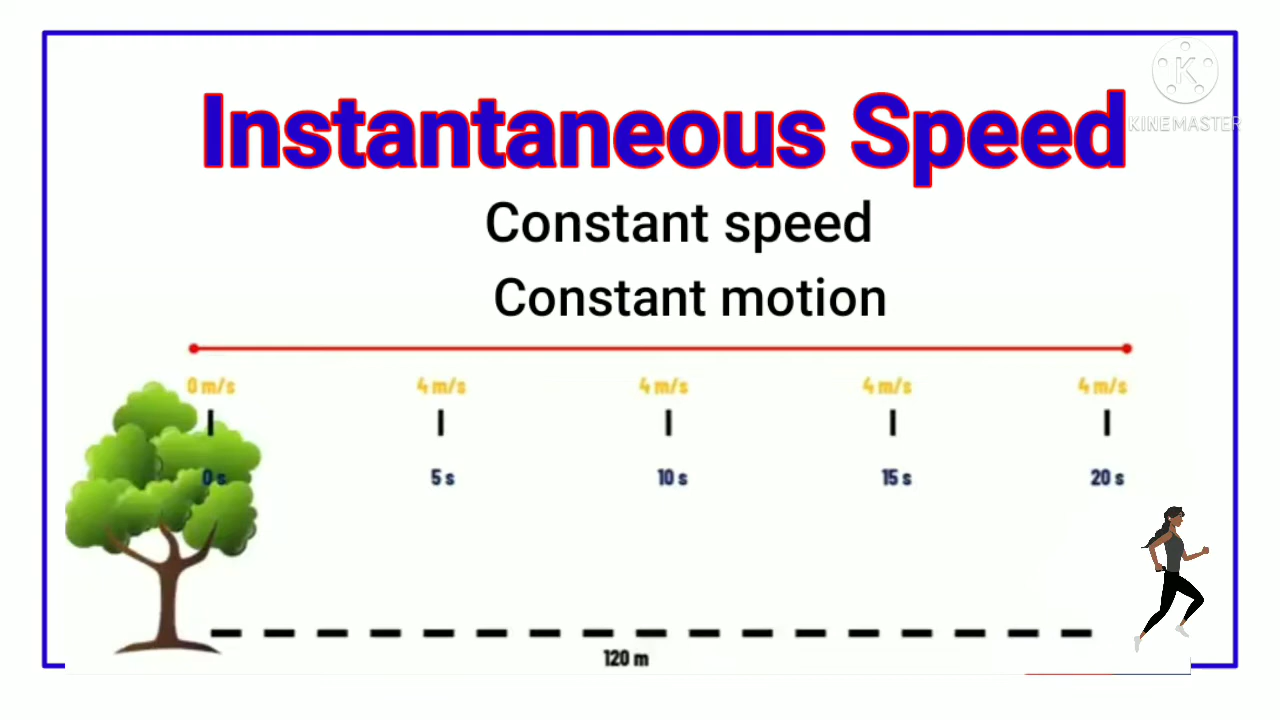 Instantaneous Speed
K
KINEMASTER
Constant speed
Constant motion
0 m/s 4 m/s 4 m/s 4 m/s 4 m/s
0 s 5 s 10 s 15 s 20 s
120 m